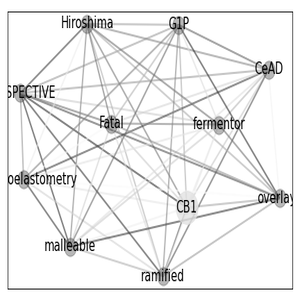 Hiroshima
G1P
CeAD
SPECTIVE
Fatal
fermentor
oelastometry
CB1
overlay
malleable
ramified